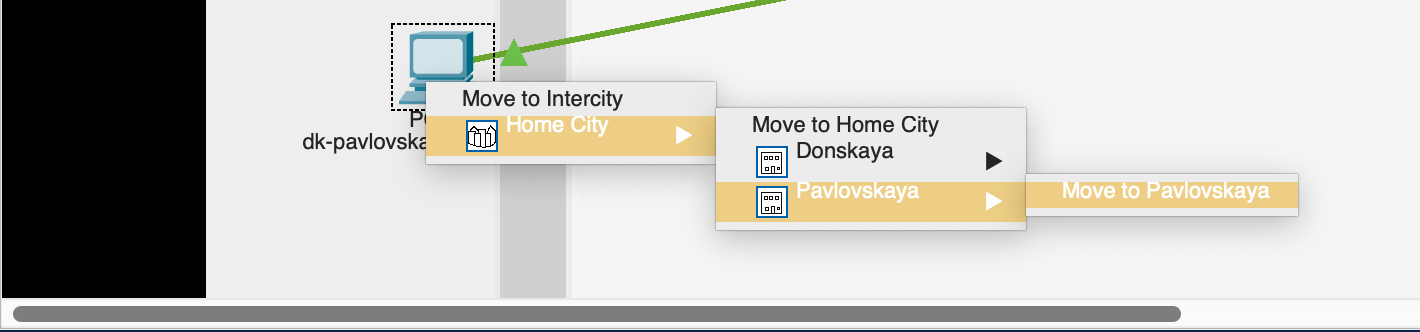 Move to Intercity
Home City
dk-pavlovska
Move to Home City
Donskaya
Pavlovskaya
Move to Pavlovskaya